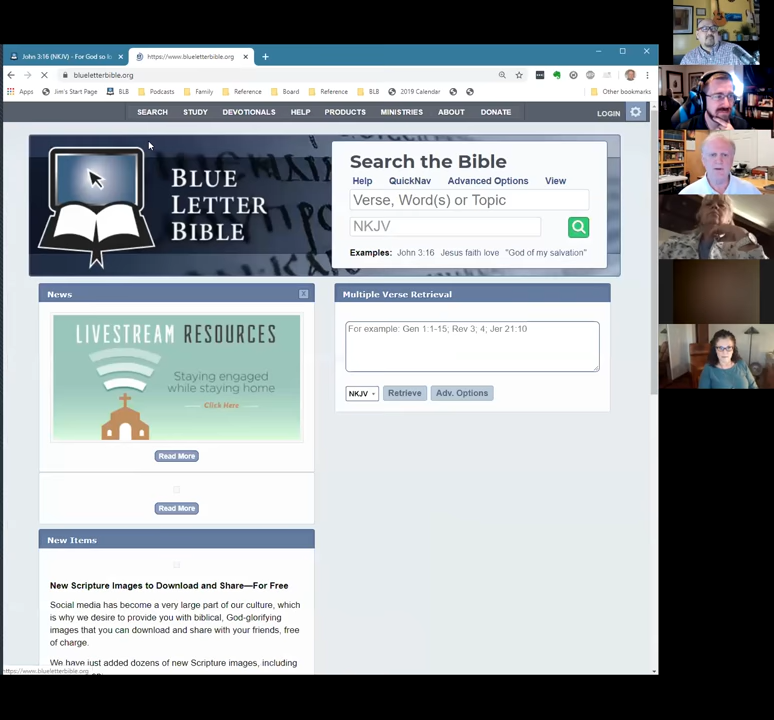 John 3:16 (NKJV) - For God so l
https://www.blueletterbible.org
blueletterbible.org
Apps
Jim's Start Page
BLB
Podcasts
Family
Reference
Board
Reference
BLB
2019 Calendar
Other bookmarks
SEARCH
STUDY
DEVOTIONALS
HELP
PRODUCTS
MINISTRIES
ABOUT
DONATE
LOGIN
BLUE
LETTER
BIBLE
Search the Bible
Help QuickNav Advanced Options View
Verse, Word(s) or Topic
NKJV
Examples: John 3:16 Jesus faith love "God of my salvation"
News
LIVESTREAM RESOURCES
Staying engaged
while staying home
Click Here
Read More
Read More
Multiple Verse Retrieval
For example: Gen 1:1-15; Rev 3; 4; Jer 21:10
NKJV
Retrieve
Adv. Options
New Items
New Scripture Images to Download and Share—For Free
Social media has become a very large part of our culture, which
is why we desire to provide you with biblical, God-glorifying
images that you can download and share with your friends, free
of charge.
We have just added dozens of new Scripture images, including
https://www.blueletterbible.org